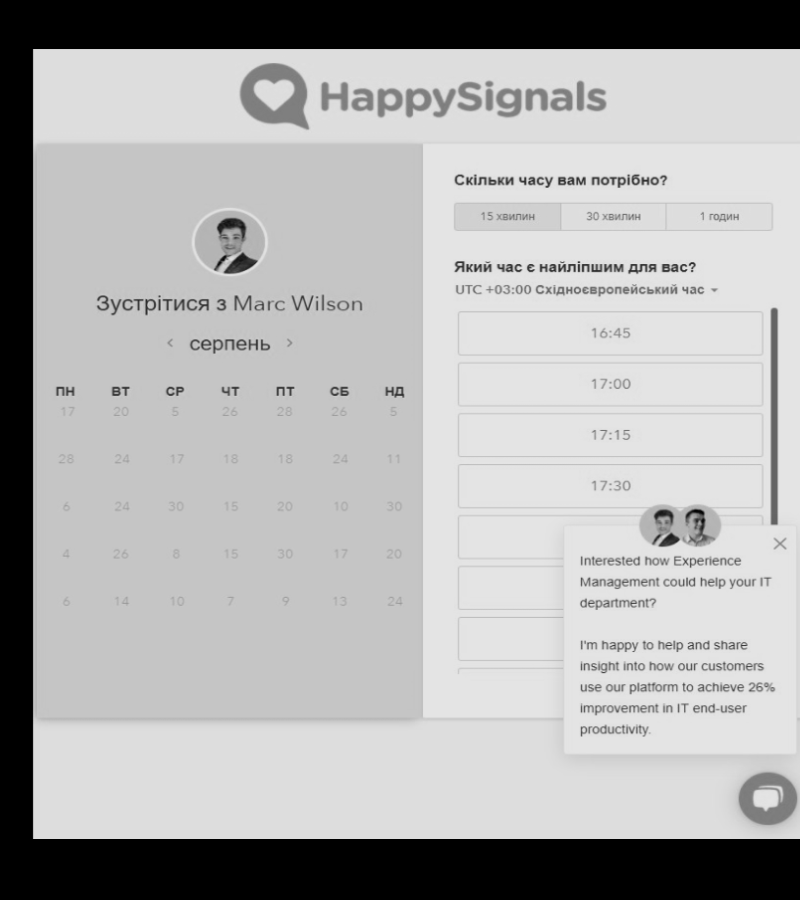 HappySignals
Зустрітися з Marc Wilson
серпень
ПН ВТ СР ЧТ ПТ СБ НД
17 20 5 26 28 26 5
28 24 17 18 18 24 11
6 24 30 15 20 10 30
4 26 8 15 30 17 20
6 14 10 7 9 13 24
Скільки часу вам потрібно?
15 хвилин 30 хвилин 1 годин
Який час є найліпшим для вас?
UTC +03:00 Східноєвропейський час
16:45
17:00
17:15
17:30
Interested how Experience
Management could help your IT
department?
I'm happy to help and share
insight into how our customers
use our platform to achieve 26%
improvement in IT end-user
productivity.